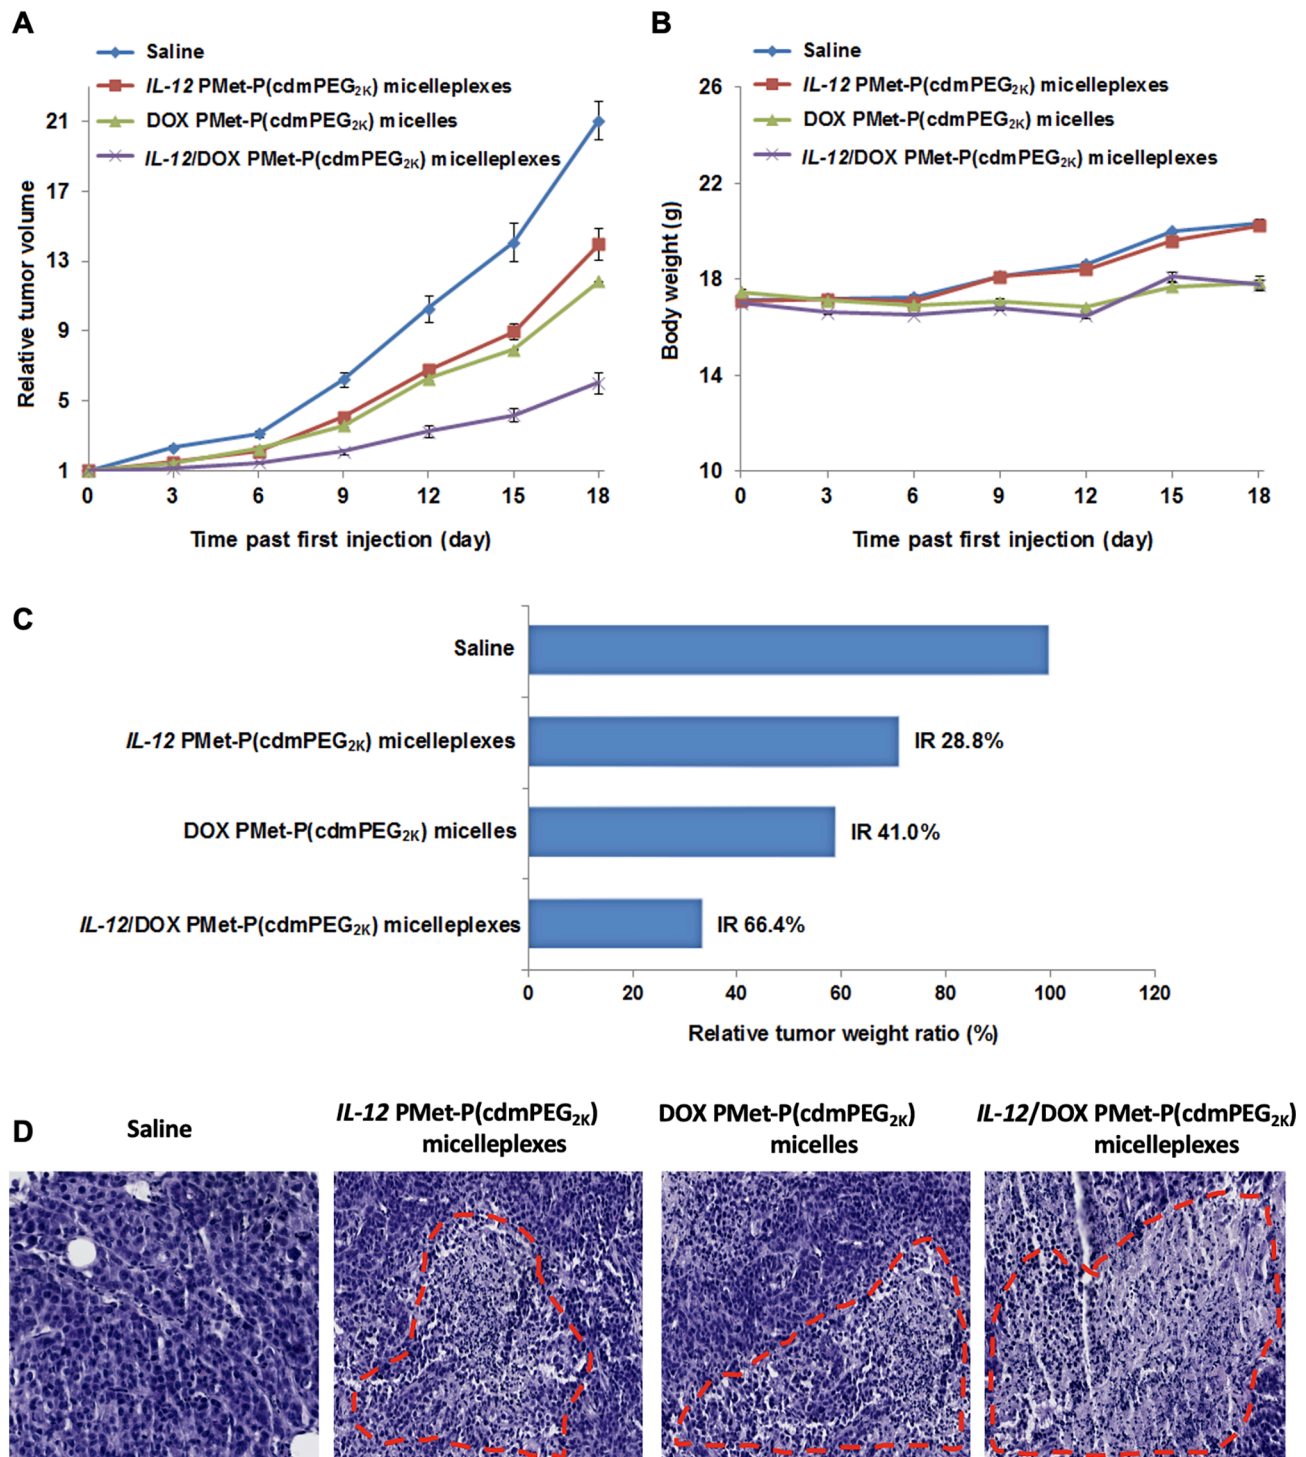 A
Saline
IL-12 PMet-P(cdmPEG2K) micelleplexes
DOX PMet-P(cdmPEG2K) micelles
IL-12/DOX PMet-P(cdmPEG2K) micelleplexes
Relative tumor volume
21
17
13
9
5
1
0 3 6 9 12 15 18
Time past first injection (day)
B
Saline
IL-12 PMet-P(cdmPEG2K) micelleplexes
DOX PMet-P(cdmPEG2K) micelles
IL-12/DOX PMet-P(cdmPEG2K) micelleplexes
Body weight (g)
26
22
18
14
10
0 3 6 9 12 15 18
Time past first injection (day)
C
Saline
IL-12 PMet-P(cdmPEG2K) micelleplexes IR 28.8%
DOX PMet-P(cdmPEG2K) micelles IR 41.0%
IL-12/DOX PMet-P(cdmPEG2K) micelleplexes IR 66.4%
0 20 40 60 80 100 120
Relative tumor weight ratio (%)
D
Saline
IL-12 PMet-P(cdmPEG2K)
micelleplexes
DOX PMet-P(cdmPEG2K)
micelles
IL-12/DOX PMet-P(cdmPEG2K)
micelleplexes